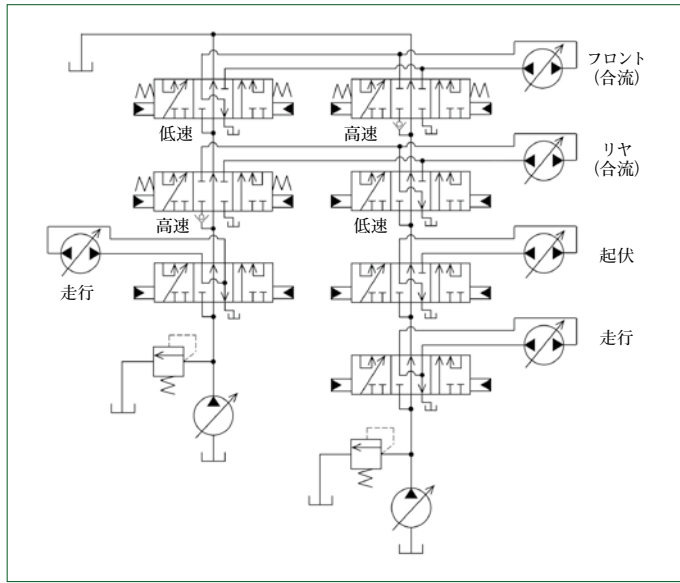 フロント
（合流）
低速
高速
リヤ
（合流）
高速
低速
走行
起伏
走行